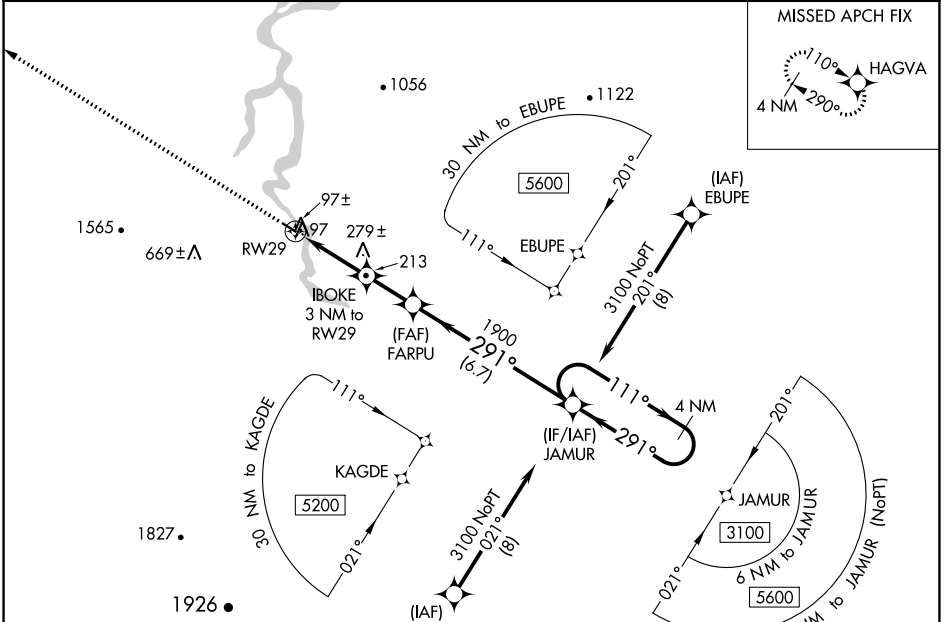 MISSED APCH FIX
110°
HAGVA
4 NM
290°
1056
1122
30 NM to EBUPE
5600
201°
(IAF)
EBUPE
111°
EBUPE
3100 NoPT
201°
(8)
97±
97
1565
669±
RW29
279±
213
IBOKE
3 NM to
RW29
(FAF)
FARPU
1900
291°
(6.7)
111°
4 NM
291°
(IF/IAF)
JAMUR
111°
30 NM to KAGDE
KAGDE
5200
021°
201°
JAMUR
3100
6 NM to JAMUR
021°
5600
NM to JAMUR (NoPT)
3100 NoPT
021°
(8)
1827
1926
(IAF)